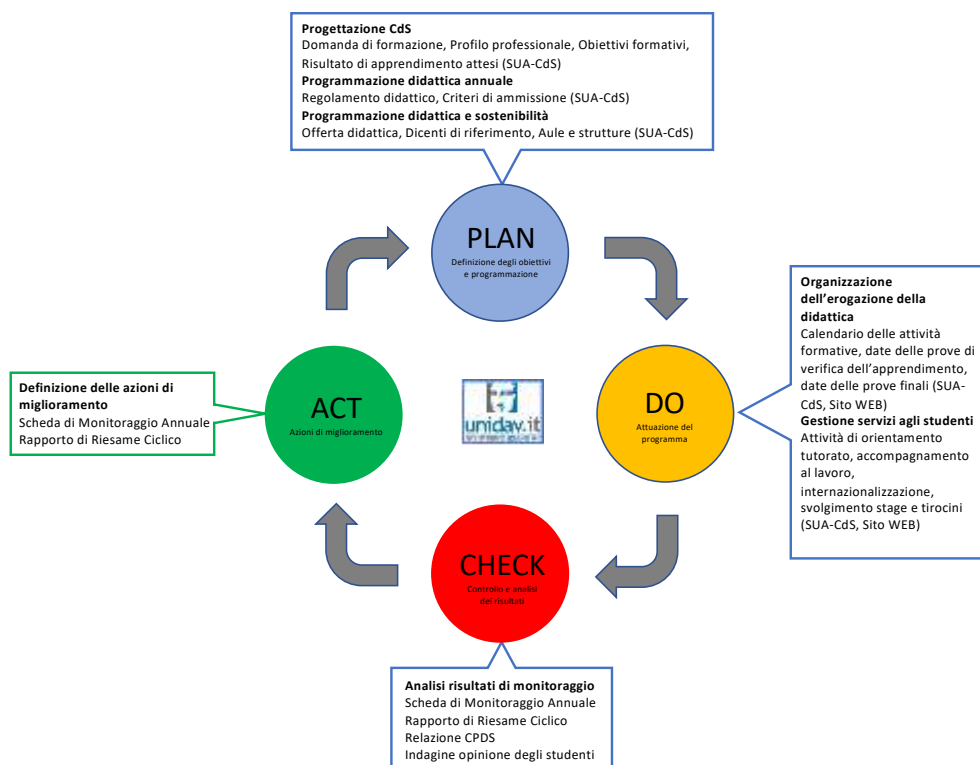 Progettazione CdS
Domanda di formazione, Profilo professionale, Obiettivi formativi,
Risultato di apprendimento attesi (SUA-CdS)
Programmazione didattica annuale
Regolamento didattico, Criteri di ammissione (SUA-CdS)
Programmazione didattica e sostenibilità
Offerta didattica, Dicenti di riferimento, Aule e strutture (SUA-CdS)
PLAN
Definizione degli obiettivi
e programmazione
Organizzazione
dell'erogazione della
didattica
Calendario delle attività
formative, date delle prove di
verifica dell'apprendimento,
date delle prove finali (SUA-
CdS, Sito WEB)
Gestione servizi agli studenti
Attività di orientamento
tutorato, accompagnamento
al lavoro,
internazionalizzazione,
svolgimento stage e tirocini
(SUA-CdS, Sito WEB)
DO
Attuazione del
programma
unidav.it
Definizione delle azioni di
miglioramento
Scheda di Monitoraggio Annuale
Rapporto di Riesame Ciclico
ACT
Azioni di miglioramento
CHECK
Controllo e analisi
dei risultati
Analisi risultati di monitoraggio
Scheda di Monitoraggio Annuale
Rapporto di Riesame Ciclico
Relazione CPDS
Indagine opinione degli studenti